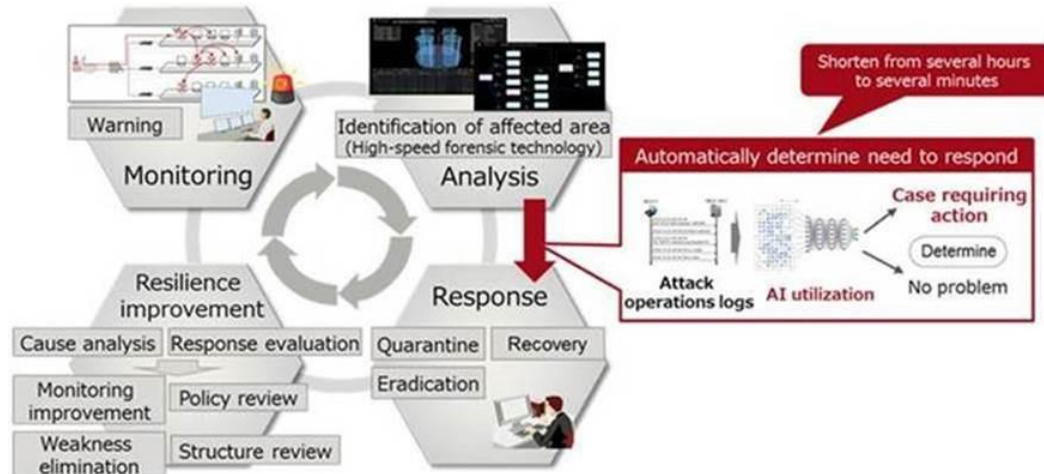 Warning
Monitoring
Identification of affected area
(High-speed forensic technology)
Analysis
Shorten from several hours
to several minutes
Automatically determine need to respond
Case requiring
action
Determine
No problem
Attack
operations logs
AI utilization
Resilience
improvement
Cause analysis
Response evaluation
Monitoring
improvement
Policy review
Weakness
elimination
Structure review
Response
Quarantine
Recovery
Eradication